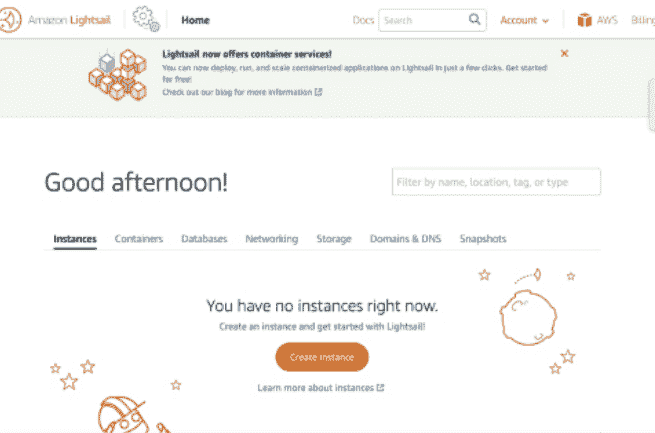 Amazon Lightsail Home Docs Search Account AWS Billing
Lightsail now offers container services!
You can now deploy, run, and scale containerized applications on Lightsail in just a few clicks. Get started
for free!
Check out our blog for more information
Good afternoon!
Filter by name, location, tag, or type
Instances Containers Databases Networking Storage Domains & DNS Snapshots
You have no instances right now.
Create an instance and get started with Lightsail!
Create instance
Learn more about instances